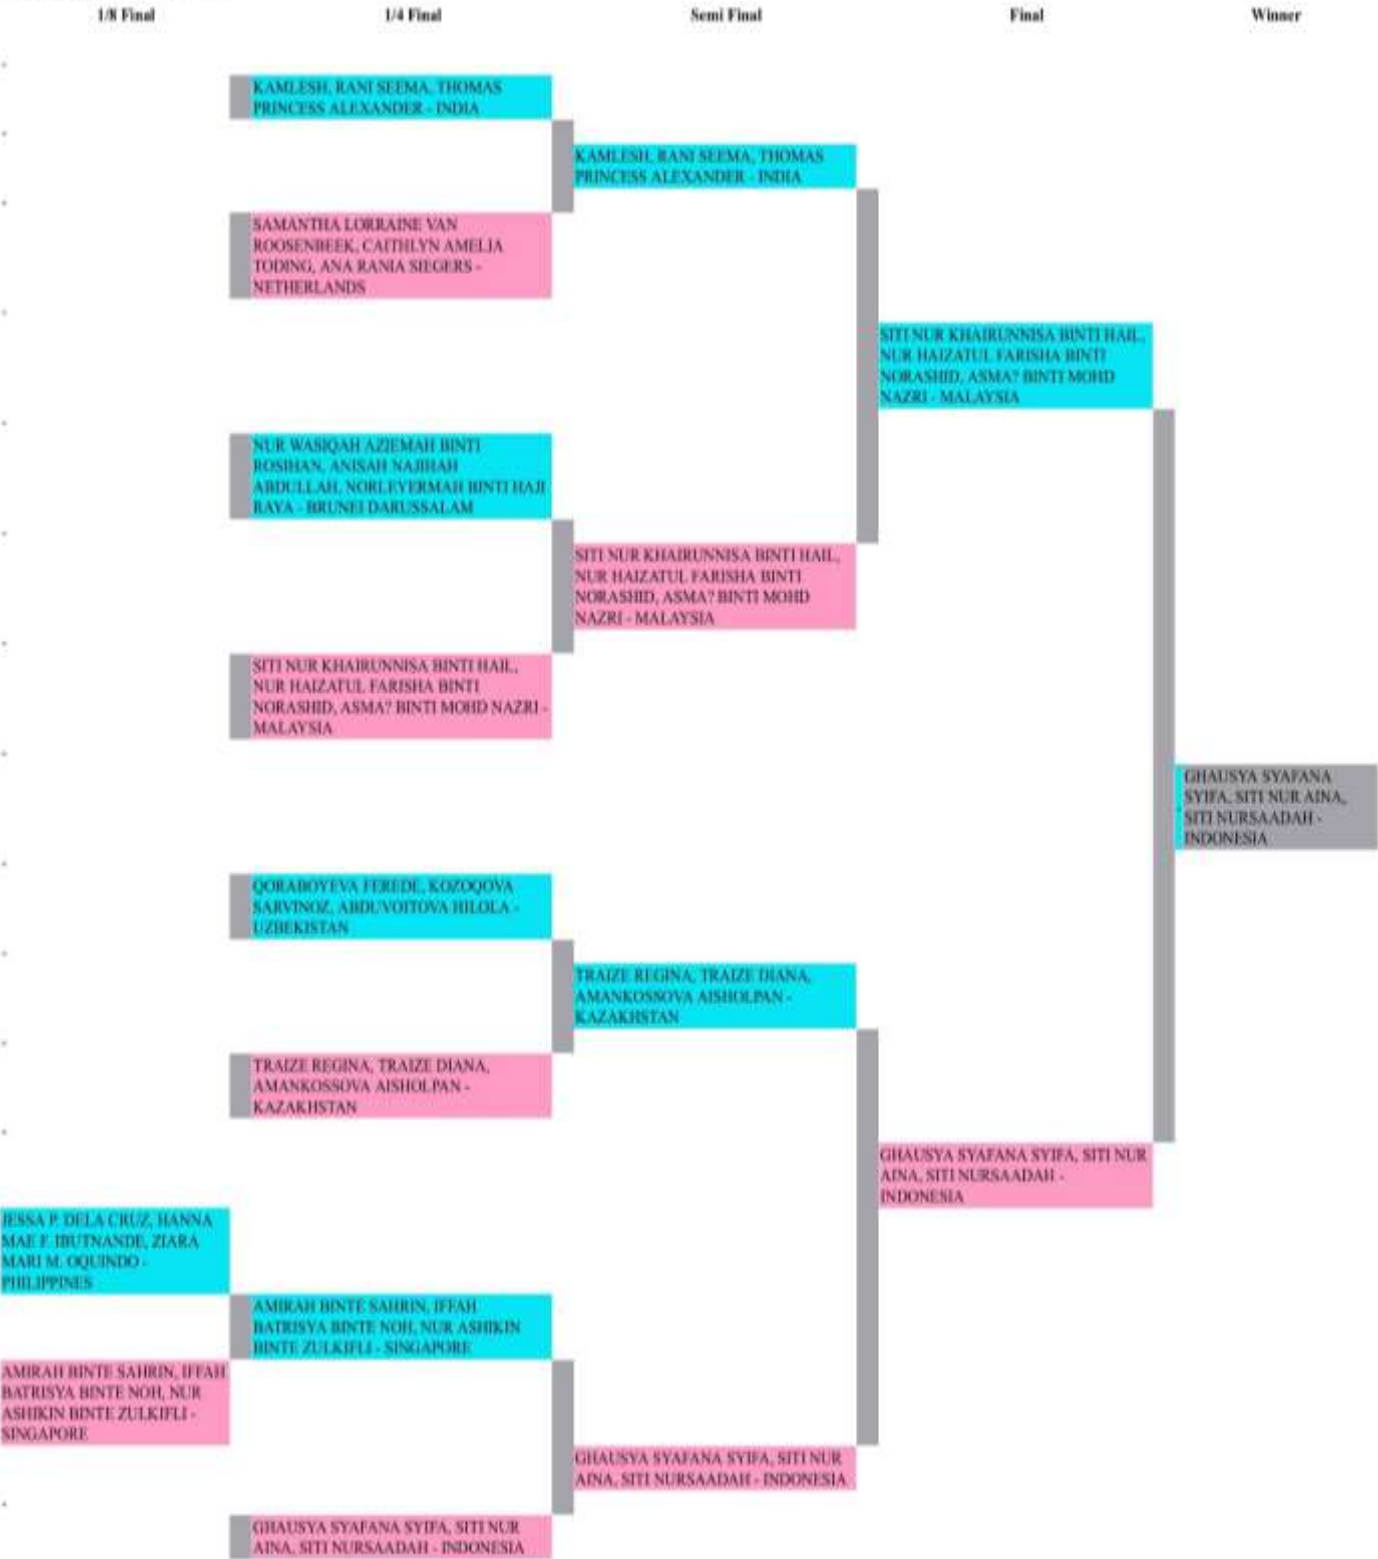 1/8 Final
1/4 Final
Semi Final
Final
Winner
KAMLESH, RANI SEEMA, THOMAS
PRINCESS ALEXANDER - INDIA
KAMLESH, RANI SEEMA, THOMAS
PRINCESS ALEXANDER - INDIA
SAMANTHA LORRAINE VAN
ROOSENBEEK, CAITHLYN AMELIA
TODING, ANA RANIA SIEGERS -
NETHERLANDS
SITI NUR KHAIRUNNISA BINTI HAIL,
NUR HAIZATUL FARISHA BINTI
NORASHID, ASMA? BINTI MOHD
NAZRI - MALAYSIA
NUR WASIQAH AZIEMAH BINTI
ROSIHAN, ANISAH NAJIHAH
ABDULLAH, NORLEYERMAH BINTI HAJI
RAYA - BRUNEI DARUSSALAM
SITI NUR KHAIRUNNISA BINTI HAIL,
NUR HAIZATUL FARISHA BINTI
NORASHID, ASMA? BINTI MOHD
NAZRI - MALAYSIA
SITI NUR KHAIRUNNISA BINTI HAIL,
NUR HAIZATUL FARISHA BINTI
NORASHID, ASMA? BINTI MOHD NAZRI -
MALAYSIA
GHAUSYA SYAFANA
SYIFA, SITI NUR AINA,
SITI NURSAADAH -
INDONESIA
QORABOYEVA FEREDE, KOZOQOVA
SARVINOZ, ABDUVOITOVA HILOLA -
UZBEKISTAN
TRAIZE REGINA, TRAIZE DIANA,
AMANKOSSOVA AISHOLPAN -
KAZAKHSTAN
TRAIZE REGINA, TRAIZE DIANA,
AMANKOSSOVA AISHOLPAN -
KAZAKHSTAN
GHAUSYA SYAFANA SYIFA, SITI NUR
AINA, SITI NURSAADAH -
INDONESIA
JESSA P. DELA CRUZ, HANNA
MAE F. IBUTNANDE, ZIARA
MARI M. OQUINDO -
PHILIPPINES
AMIRAH BINTE SAHRIN, IFFAH
BATRISYA BINTE NOH, NUR ASHIKIN
BINTE ZULKIFLI - SINGAPORE
AMIRAH BINTE SAHRIN, IFFAH
BATRISYA BINTE NOH, NUR
ASHIKIN BINTE ZULKIFLI -
SINGAPORE
GHAUSYA SYAFANA SYIFA, SITI NUR
AINA, SITI NURSAADAH - INDONESIA
GHAUSYA SYAFANA SYIFA, SITI NUR
AINA, SITI NURSAADAH - INDONESIA